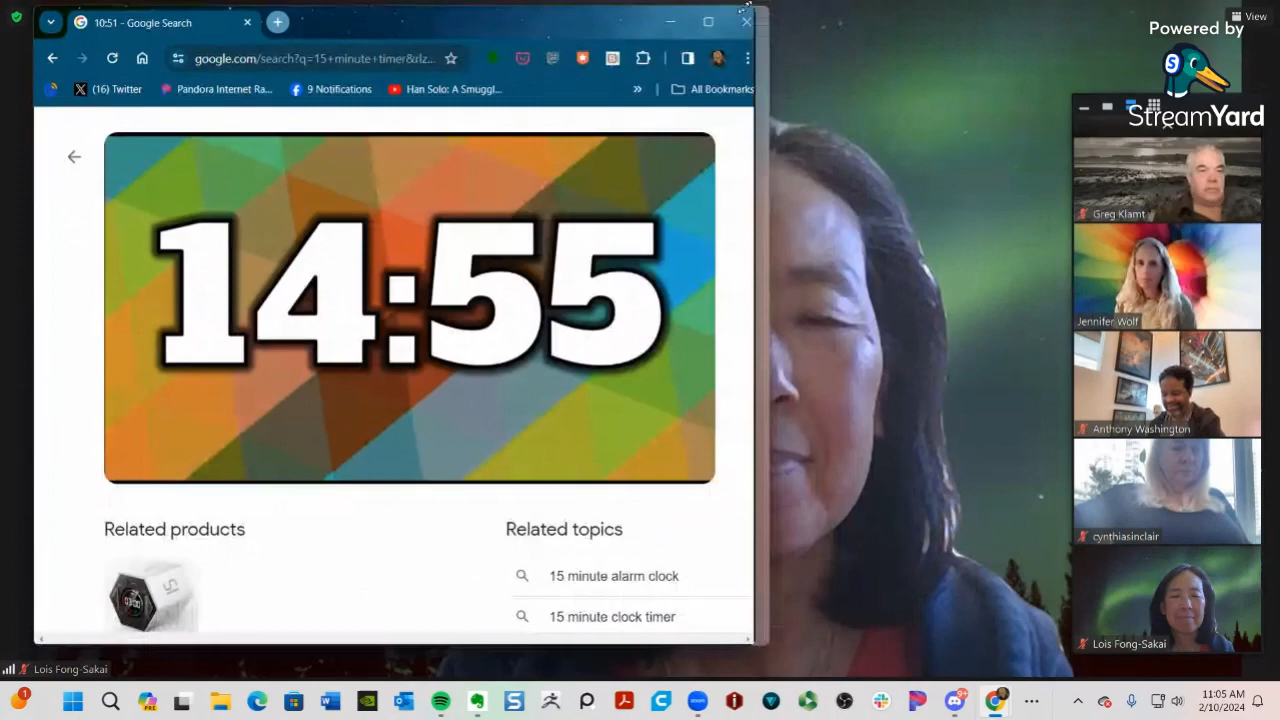 10:51 - Google Search
View
Powered by
StreamYard
google.com/search?q=15+minute+timer&rlz...
(16) Twitter
Pandora Internet Ra...
9 Notifications
Han Solo: A Smuggl...
»
All Bookmarks
14:55
Related products
Related topics
15 minute alarm clock
15 minute clock timer
Greg Klamt
Jennifer Wolf
Anthony Washington
cynthiasinclair
Lois Fong-Sakai
Lois Fong-Sakai
11:05 AM
2/10/2024